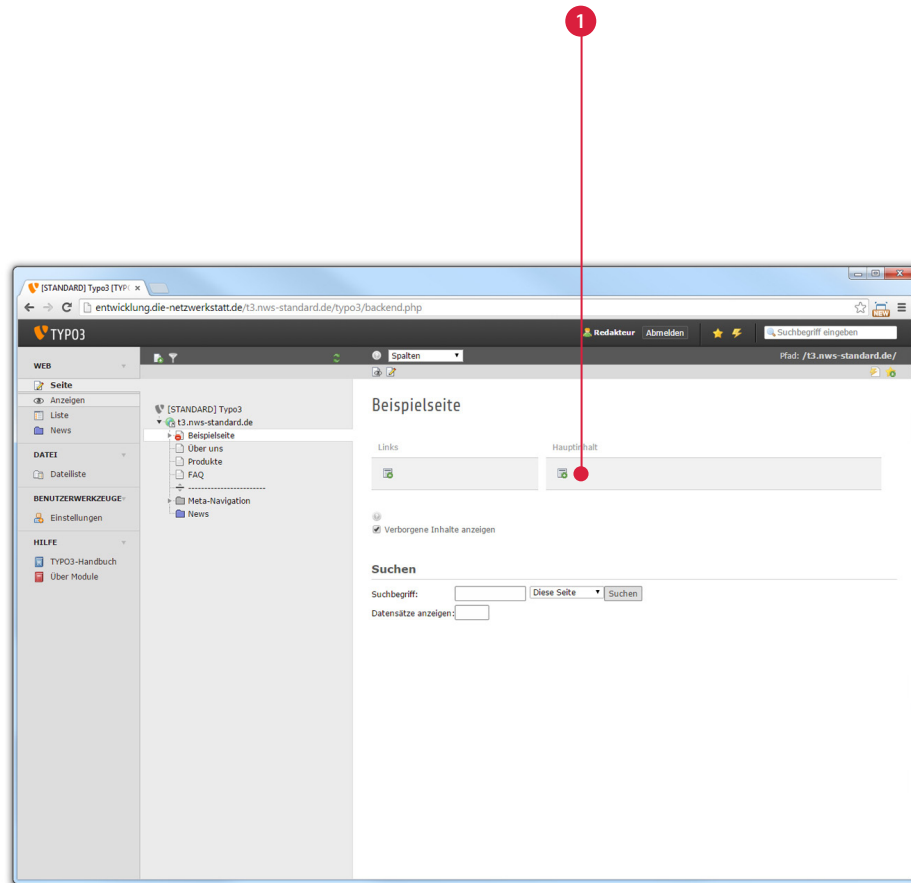 1
[STANDARD] Typo3 [TYP
entwicklung.die-netzwerkstatt.de/t3.nws-standard.de/typo3/backend.php
NEW
TYPO3
Redakteur Abmelden Suchbegriff eingeben
Spalten Pfad: /t3.nws-standard.de/
WEB
Seite
Anzeigen
Liste
News
DATEI
Dateiliste
BENUTZERWERKZEUGE
Einstellungen
HILFE
TYPO3-Handbuch
Über Module
[STANDARD] Typo3
t3.nws-standard.de
Beispielseite
Über uns
Produkte
FAQ
------------------------
Meta-Navigation
News
Beispielseite
Links Hauptinhalt
Verborgene Inhalte anzeigen
Suchen
Suchbegriff: Diese Seite Suchen
Datensätze anzeigen: